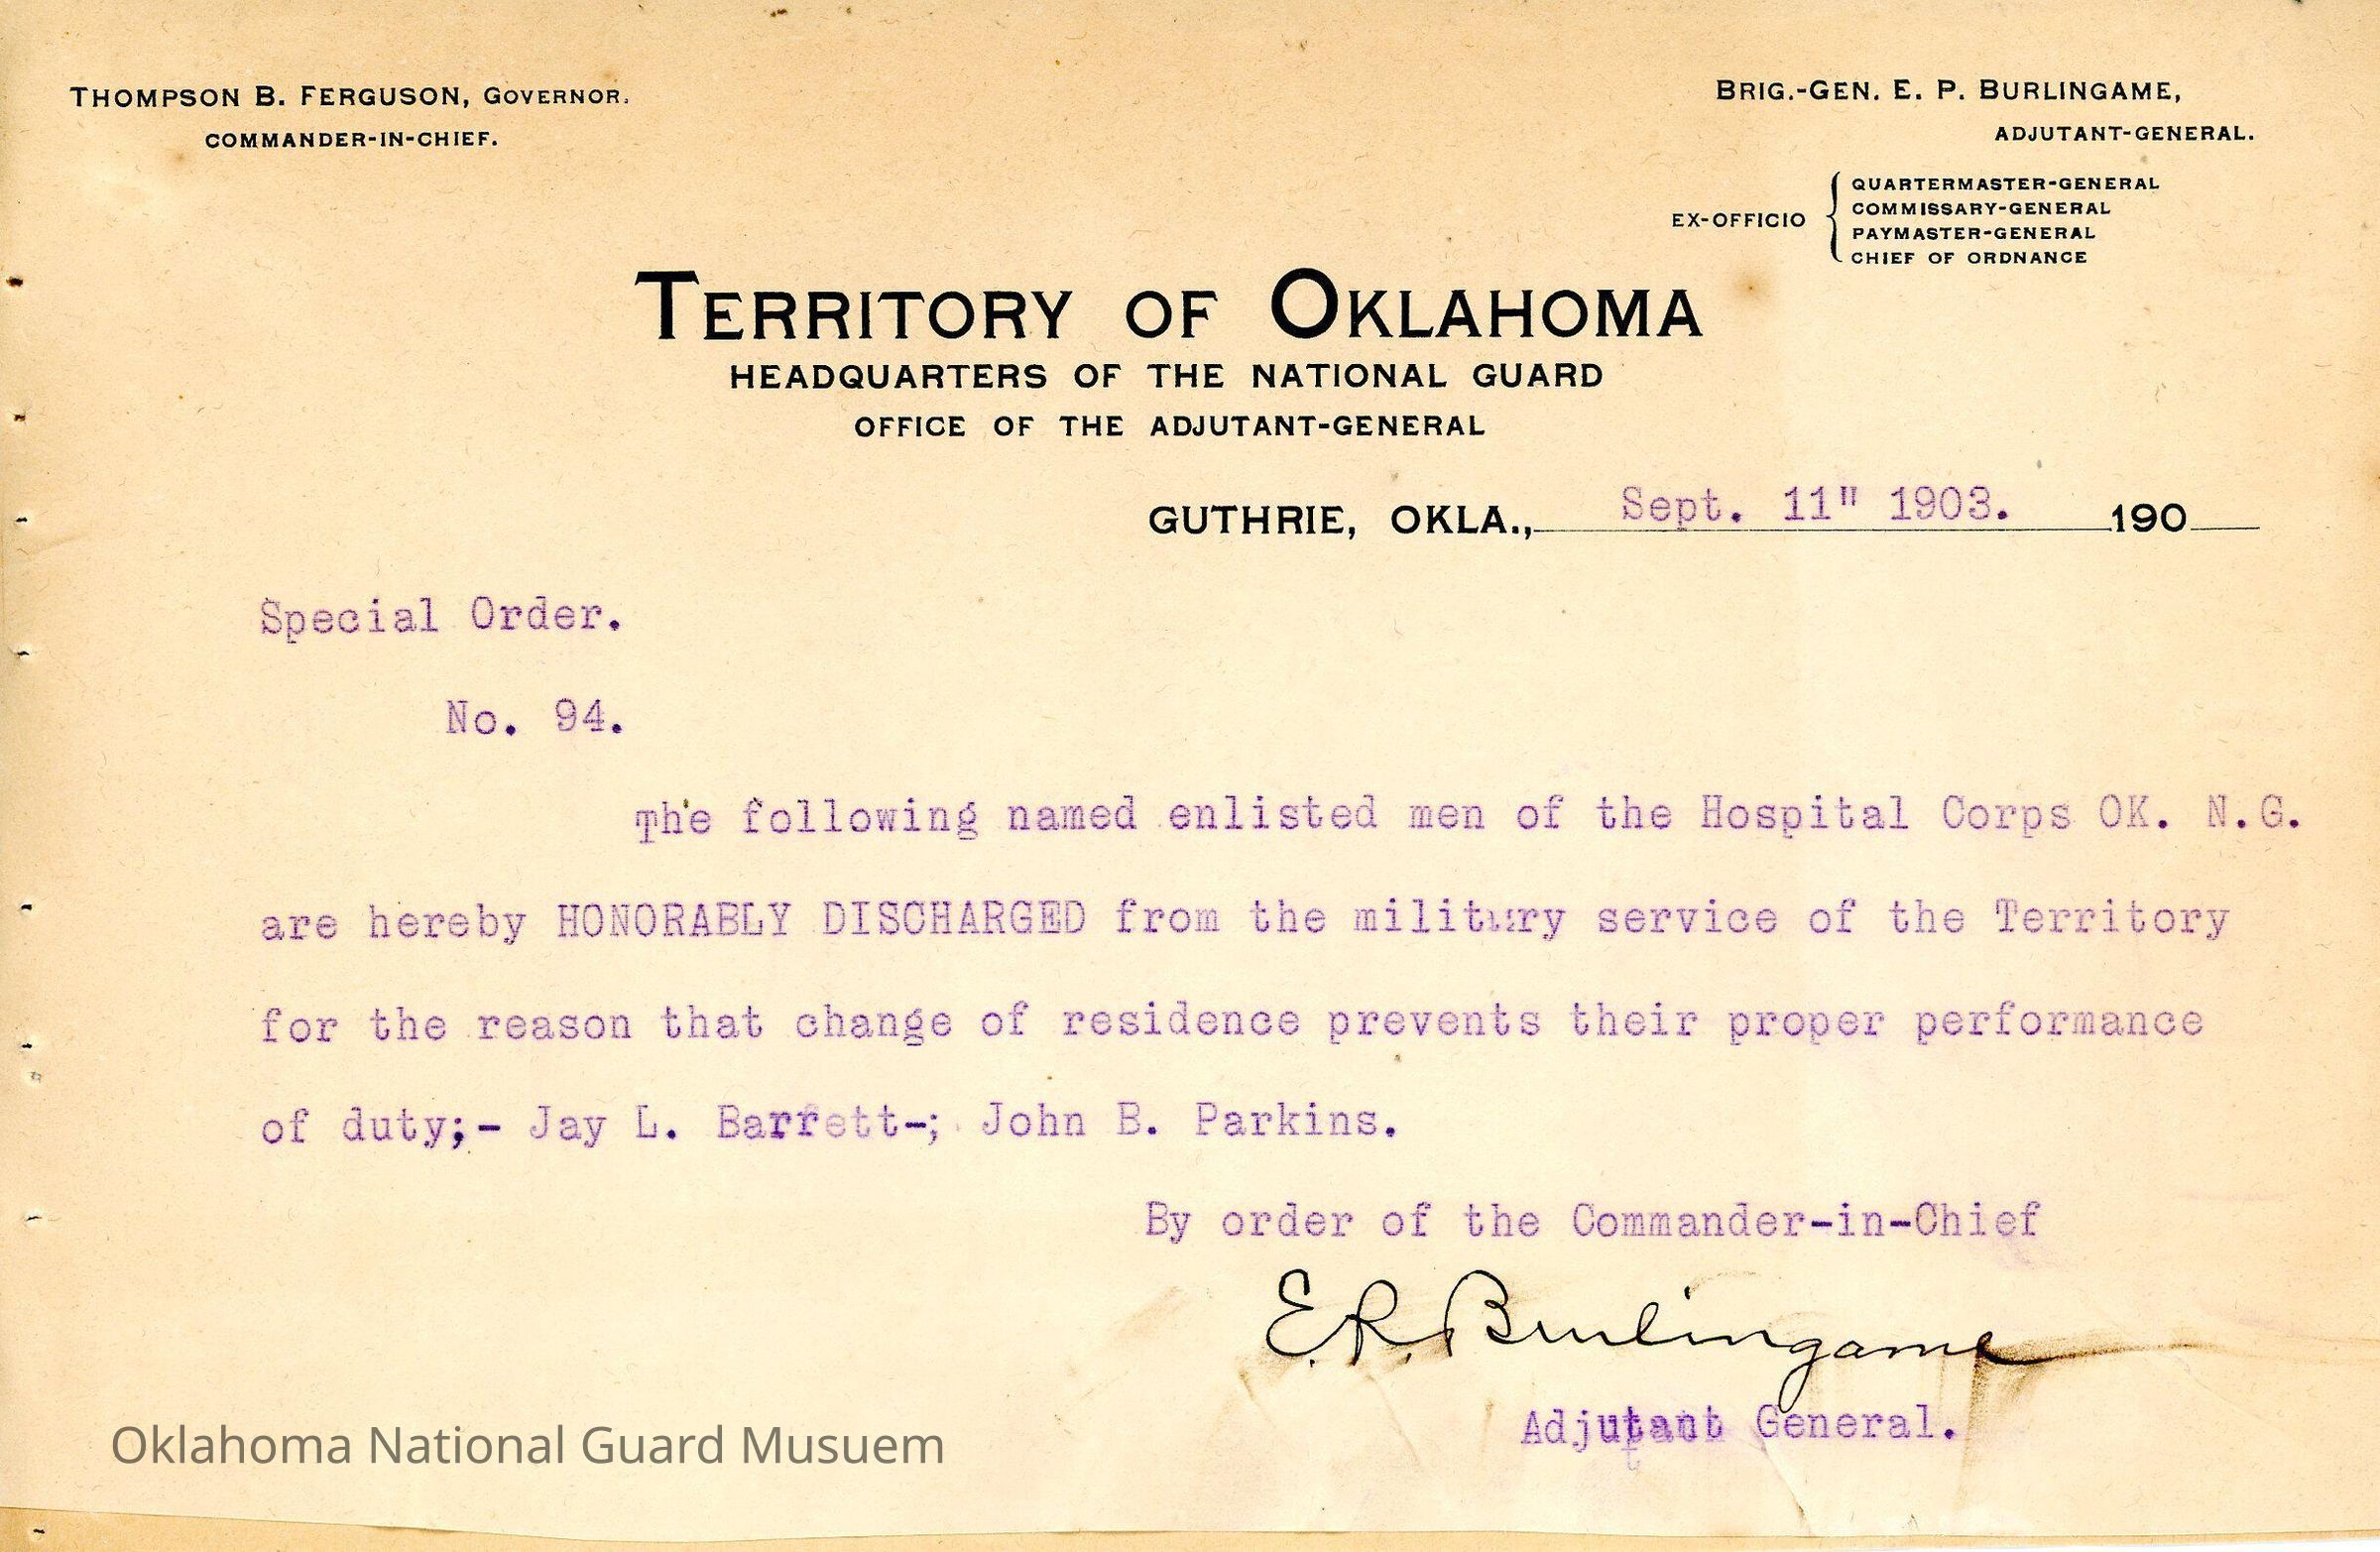 THOMPSON B. FERGUSON, GOVERNOR.
COMMANDER-IN-CHIEF.
BRIG.-GEN. E. P. BURLINGAME,
ADJUTANT-GENERAL.
EX-OFFICIO
QUARTERMASTER-GENERAL
COMMISSARY-GENERAL
PAYMASTER-GENERAL
CHIEF OF ORDNANCE
TERRITORY OF OKLAHOMA
HEADQUARTERS OF THE NATIONAL GUARD
OFFICE OF THE ADJUTANT-GENERAL
GUTHRIE, OKLA., Sept. 11" 1903. 190
Special Order.
No. 94.
The following named enlisted men of the Hospital Corps OK. N.G.
are hereby HONORABLY DISCHARGED from the military service of the Territory
for the reason that change of residence prevents their proper performance
of duty;- Jay L. Barrett-; John B. Parkins.
By order of the Commander-in-Chief
E.P. Burlingame
Adjutant General.
Oklahoma National Guard Musuem